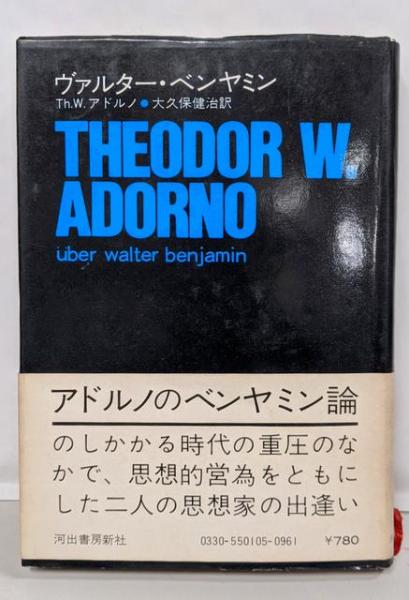 ヴァルター・ベンヤミン
Th.W.アドルノ●大久保健治訳
THEODOR W.
ADORNO
über walter benjamin
アドルノのベンヤミン論
のしかかる時代の重圧のな
かで、思想的営為をともに
した二人の思想家の出逢い
河出書房新社 0330-550105-0961 ¥780